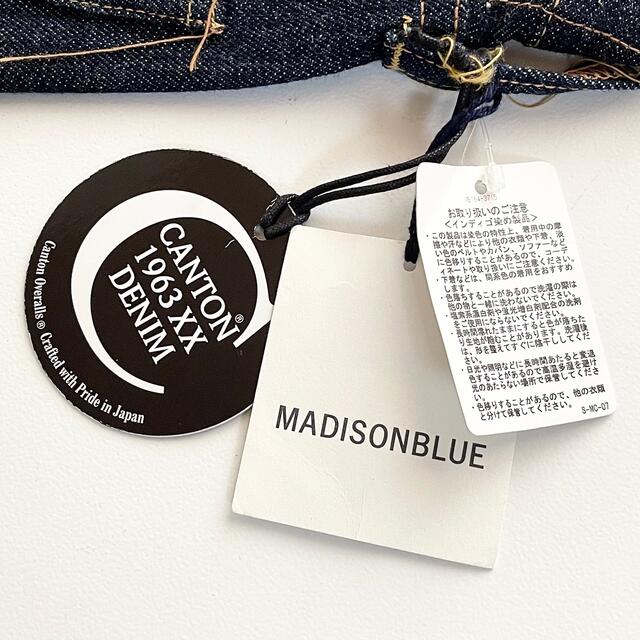 CANTON®
1963 XX
DENIM
Canton Overalls® Crafted with Pride in Japan
MADISONBLUE
お取り扱いのご注意
<インディゴ染め製品>
・この製品は染色の特性上、着用中の摩
擦や汗などにより他の衣類や下着、淡
い色のベルトやカバン、ソファーなど
に色移りすることがあるので、コーデ
ィネートや取り扱いにご注意ください。
・下着などは、同系色の着用をおすすめ
します。
・色落ちすることがあるので洗濯の際は
他の物と一緒に洗わないでください。
・塩素系漂白剤や蛍光増白剤配合の洗剤
をご使用にならないでください。
・長時間濡れたままにすると色が落ちた
り生地が痛むことがあります。洗濯後
は、形を整えてすぐに陰干ししてくださ
い。
・日光や照明などに長時間あたると変退
色することがあるので高温多湿を避け
光のあたらない場所で保管してくださ
い。
・色移りすることがあるので、他の衣類
と分けて保管してください。
S-MC-07